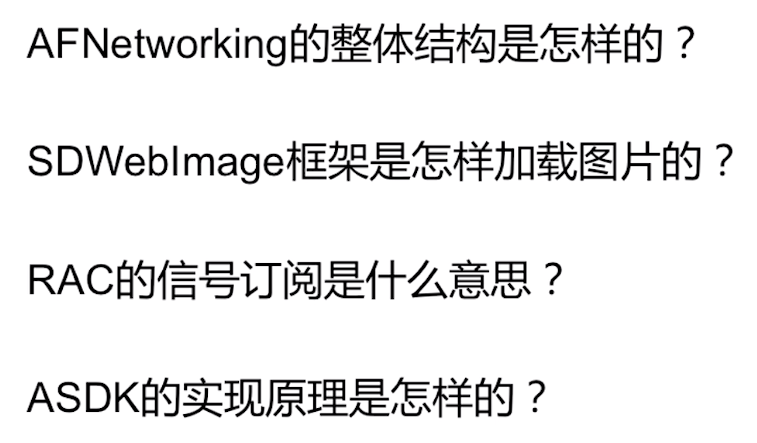 AFNetworking的整体结构是怎样的？
SDWebImage框架是怎样加载图片的？
RAC的信号订阅是什么意思？
ASDK的实现原理是怎样的？